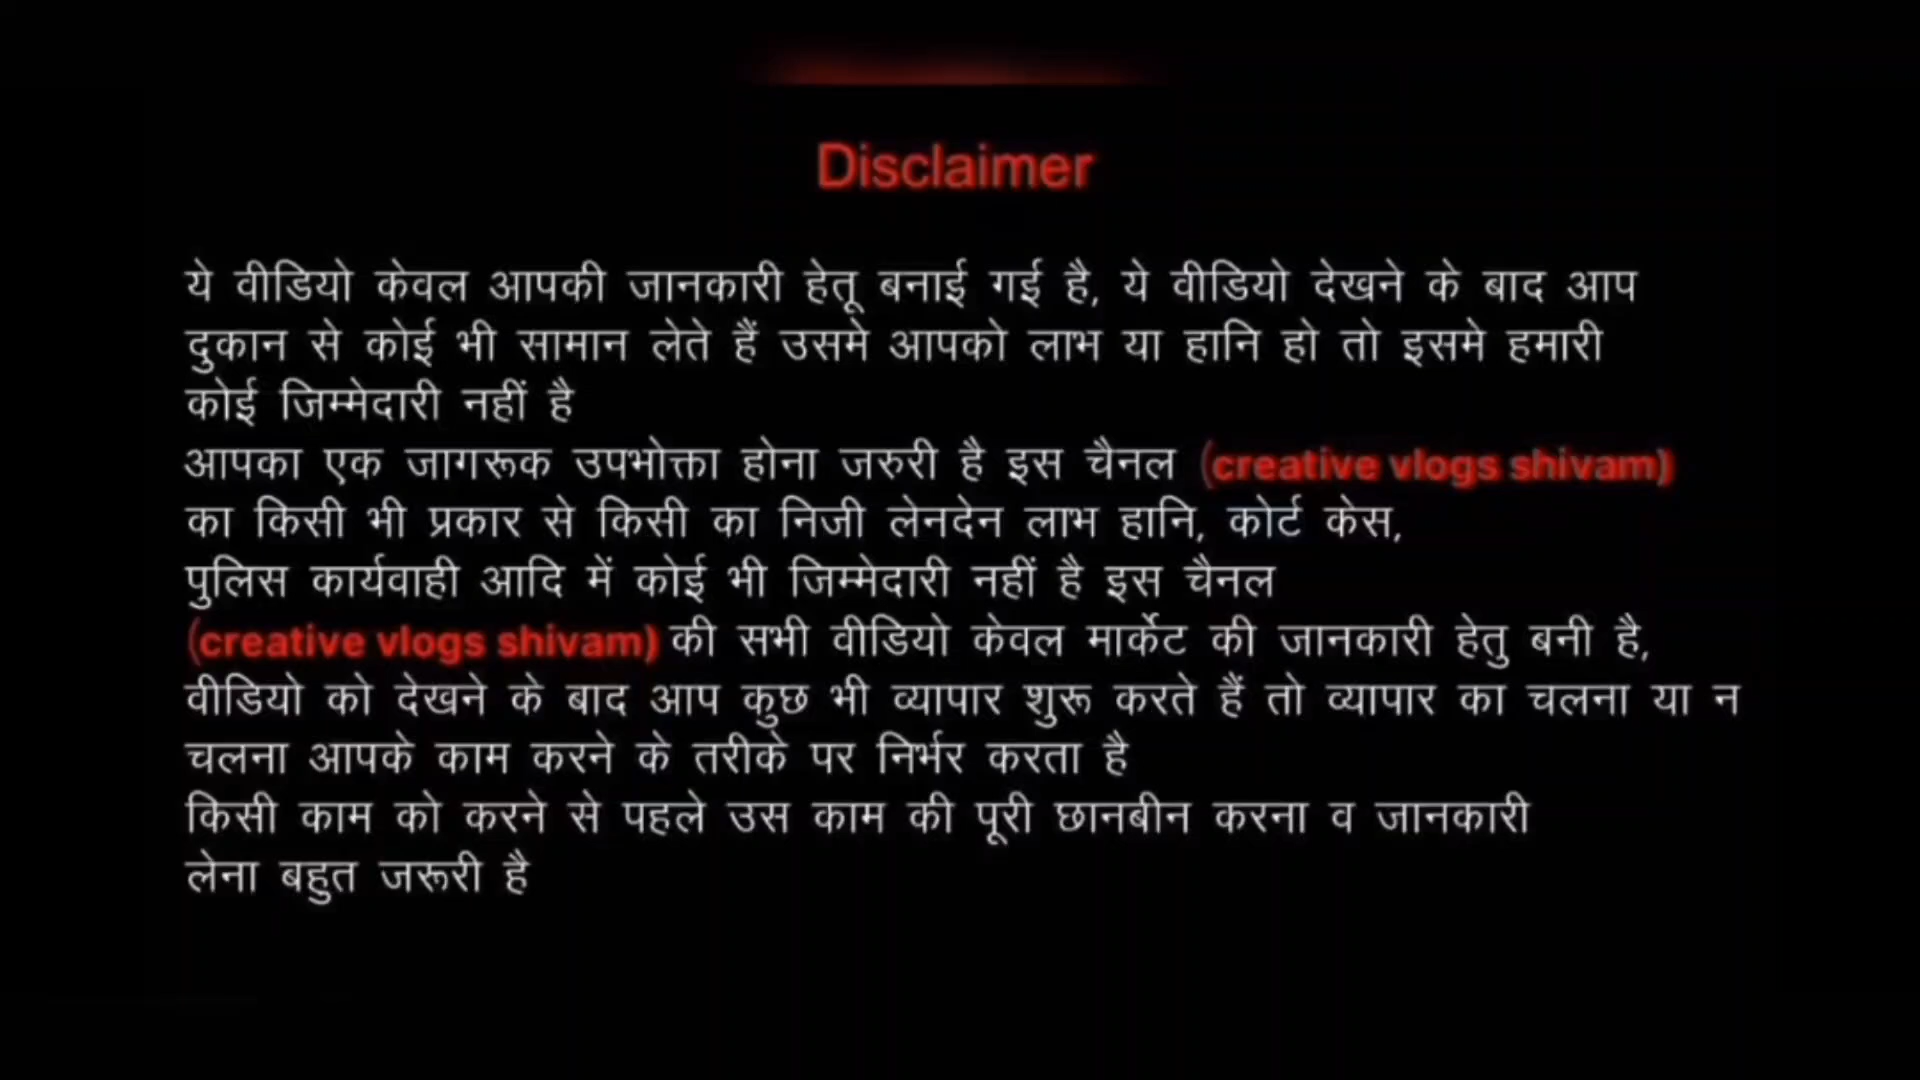 Disclaimer
ये वीडियो केवल आपकी जानकारी हेतू बनाई गई है, ये वीडियो देखने के बाद आप
दुकान से कोई भी सामान लेते हैं उसमे आपको लाभ या हानि हो तो इसमे हमारी
कोई जिम्मेदारी नहीं है
आपका एक जागरूक उपभोक्ता होना जरुरी है इस चैनल (creative vlogs shivam)
का किसी भी प्रकार से किसी का निजी लेनदेन लाभ हानि, कोर्ट केस,
पुलिस कार्यवाही आदि में कोई भी जिम्मेदारी नहीं है इस चैनल
(creative vlogs shivam) की सभी वीडियो केवल मार्केट की जानकारी हेतु बनी है,
वीडियो को देखने के बाद आप कुछ भी व्यापार शुरू करते हैं तो व्यापार का चलना या न
चलना आपके काम करने के तरीके पर निर्भर करता है
किसी काम को करने से पहले उस काम की पूरी छानबीन करना व जानकारी
लेना बहुत जरूरी है